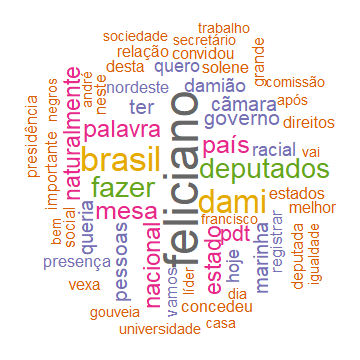 trabalho
sociedade
secretário
relação
convidou
grande
desta
quero
solene
comissão
andré
neste
nordeste
damião
após
naturalmente
ter
cãmara
presidência
negros
palavra
governo
direitos
importante
brasil
feliciano
país
racial
vai
fazer
deputados
estados
mesa
dami
melhor
bem
social
queria
francisco
pessoas
nacional
estado
pdt
marinha
registrar
deputada
igualdade
presença
vamos
líder
hoje
vexa
dia
concedeu
gouveia
casa
universidade